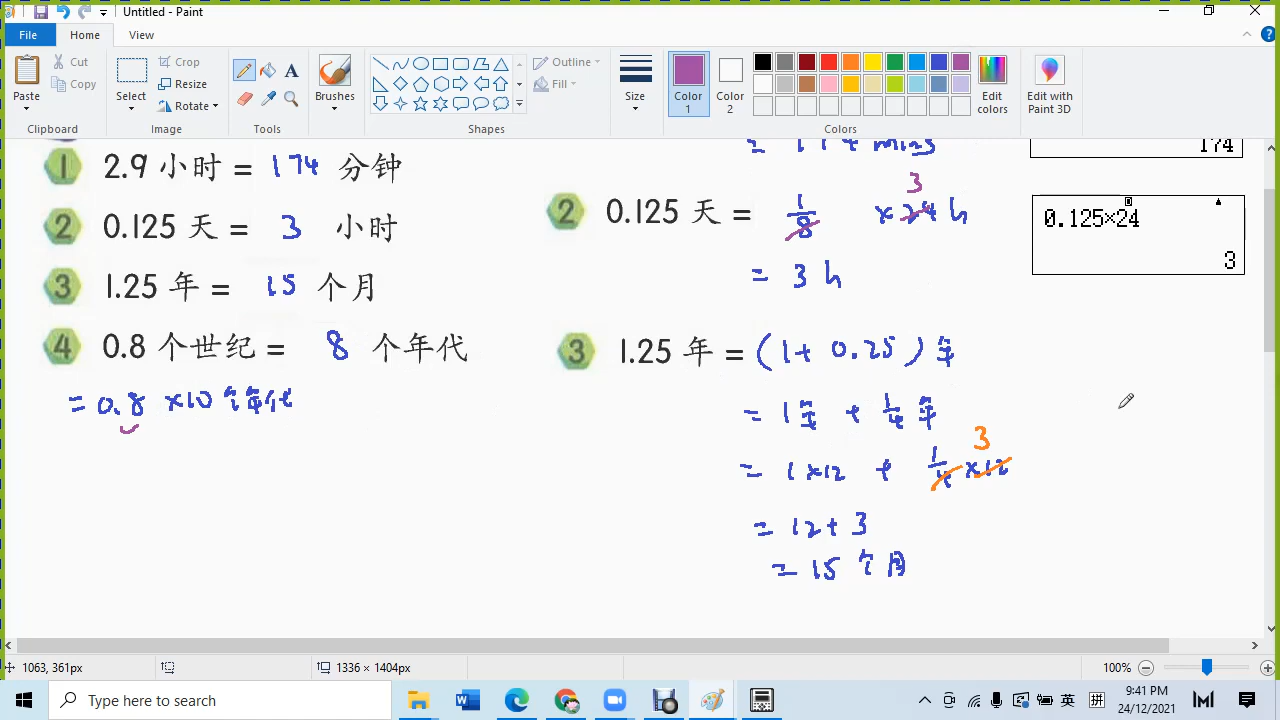 Untitled - Paint
File Home View
Paste Cut Copy Clipboard
Select Crop Resize Rotate Image
Tools
Brushes
Outline Fill Shapes
Size
Color 1 Color 2 Edit colors Colors
Edit with Paint 3D
= 174 mins
174
1 2.9 小时 = 174 分钟
2 0.125 天 = 3 小时
3 1.25 年 = 15 个月
4 0.8 个世纪 = 8 个年代
= 0.8 ×10 个年代
2 0.125 天 = 1/8 ×24 h 3
= 3 h
0.125×24
3
3 1.25 年 = (1 + 0.25) 年
= 1年 + 1/4 年
= 1×12 + 1/4 ×12 3
= 12 + 3
= 15 个月
1063, 361px 1336 × 1404px 100%
Type here to search
英 拼 9:41 PM
24/12/2021